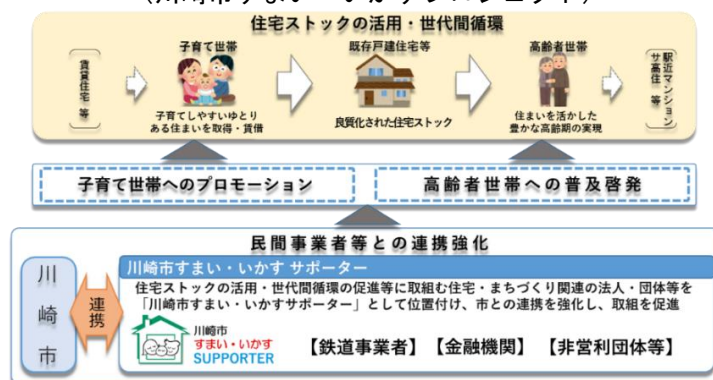 住宅ストックの活用・世代間循環
賃貸住宅 等
子育て世帯
既存戸建住宅等
高齢者世帯
駅近マンション
サ高住 等
子育てしやすいゆとり
ある住まいを取得・賃借
良質化された住宅ストック
住まいを活かした
豊かな高齢期の実現
子育て世帯へのプロモーション
高齢者世帯への普及啓発
民間事業者等との連携強化
川崎市
連携
川崎市すまい・いかす サポーター
住宅ストックの活用・世代間循環の促進等に取組む住宅・まちづくり関連の法人・団体等を
「川崎市すまい・いかすサポーター」として位置付け、市との連携を強化し、取組を促進
川崎市
すまい・いかす
SUPPORTER
【鉄道事業者】 【金融機関】 【非営利団体等】